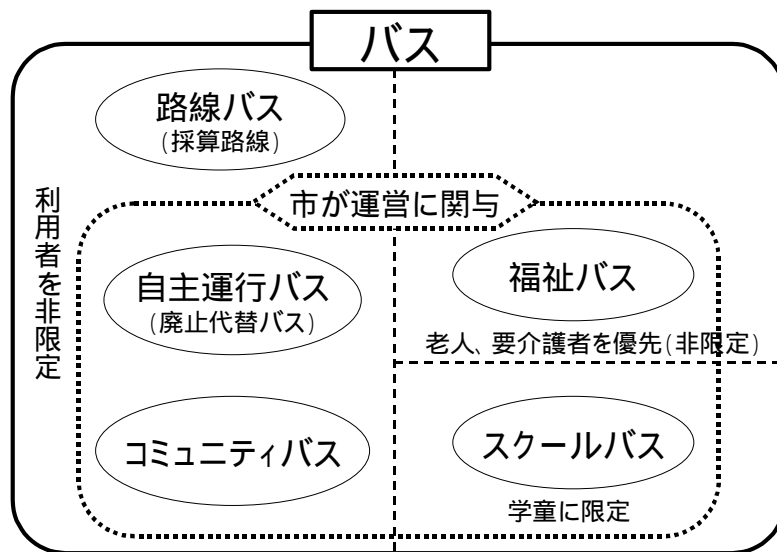 バス
路線バス
(採算路線)
利用者を非限定
市が運営に関与
自主運行バス
(廃止代替バス)
福祉バス
老人、要介護者を優先(非限定)
コミュニティバス
スクールバス
学童に限定